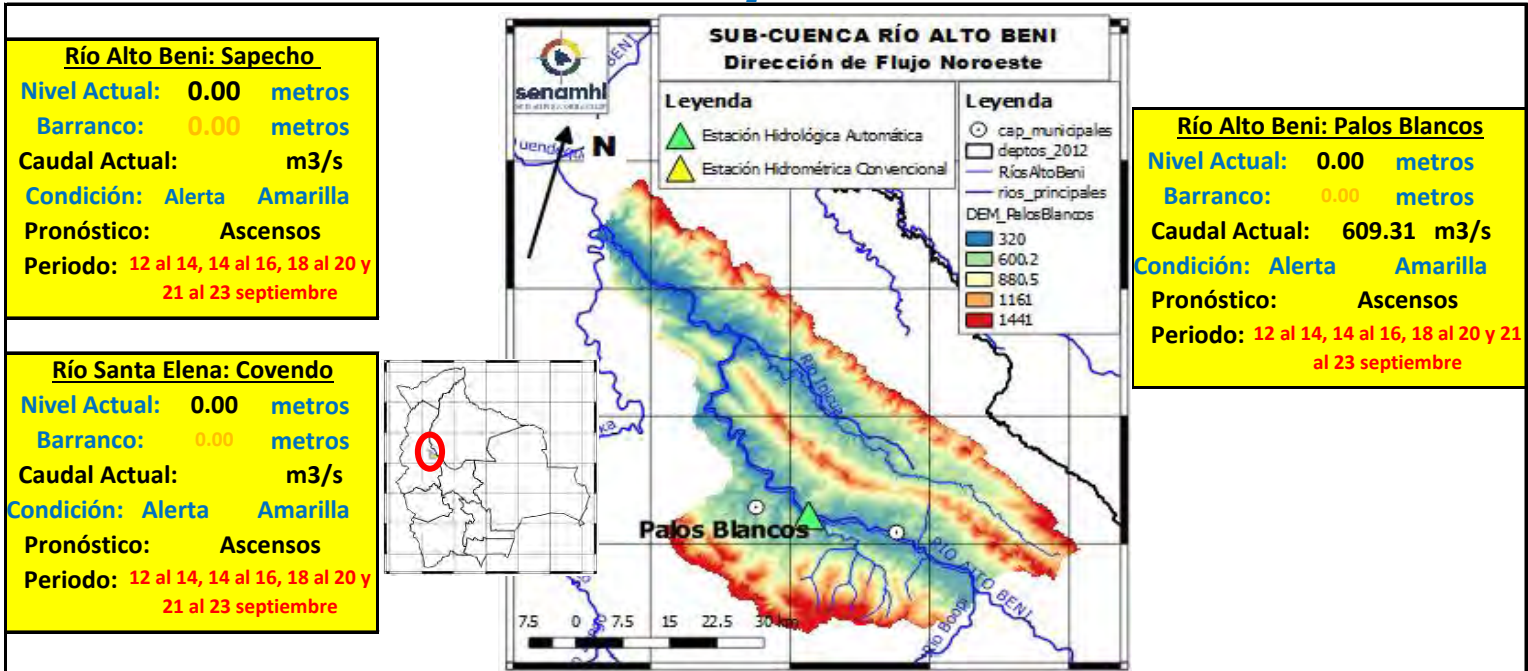 Río Alto Beni: Sapecho
Nivel Actual: 0.00 metros
Barranco: 0.00 metros
Caudal Actual: m3/s
Condición: Alerta Amarilla
Pronóstico: Ascensos
Periodo: 12 al 14, 14 al 16, 18 al 20 y
21 al 23 septiembre
Río Santa Elena: Covendo
Nivel Actual: 0.00 metros
Barranco: 0.00 metros
Caudal Actual: m3/s
Condición: Alerta Amarilla
Pronóstico: Ascensos
Periodo: 12 al 14, 14 al 16, 18 al 20 y
21 al 23 septiembre
senamhi
BENI
N
SUB-CUENCA RÍO ALTO BENI
Dirección de Flujo Noroeste
Leyenda
Estación Hidrológica Automática
Estación Hidrométrica Convencional
Leyenda
cap_municipales
deptos_2012
RíosAltoBeni
rios_principales
DEM_PalosBlancos
320
600.2
880.5
1161
1441
Palos Blancos
RÍO ALTO BENI
7.5 0 7.5 15 22.5 30 km
Río Alto Beni: Palos Blancos
Nivel Actual: 0.00 metros
Barranco: 0.00 metros
Caudal Actual: 609.31 m3/s
Condición: Alerta Amarilla
Pronóstico: Ascensos
Periodo: 12 al 14, 14 al 16, 18 al 20 y 21
al 23 septiembre